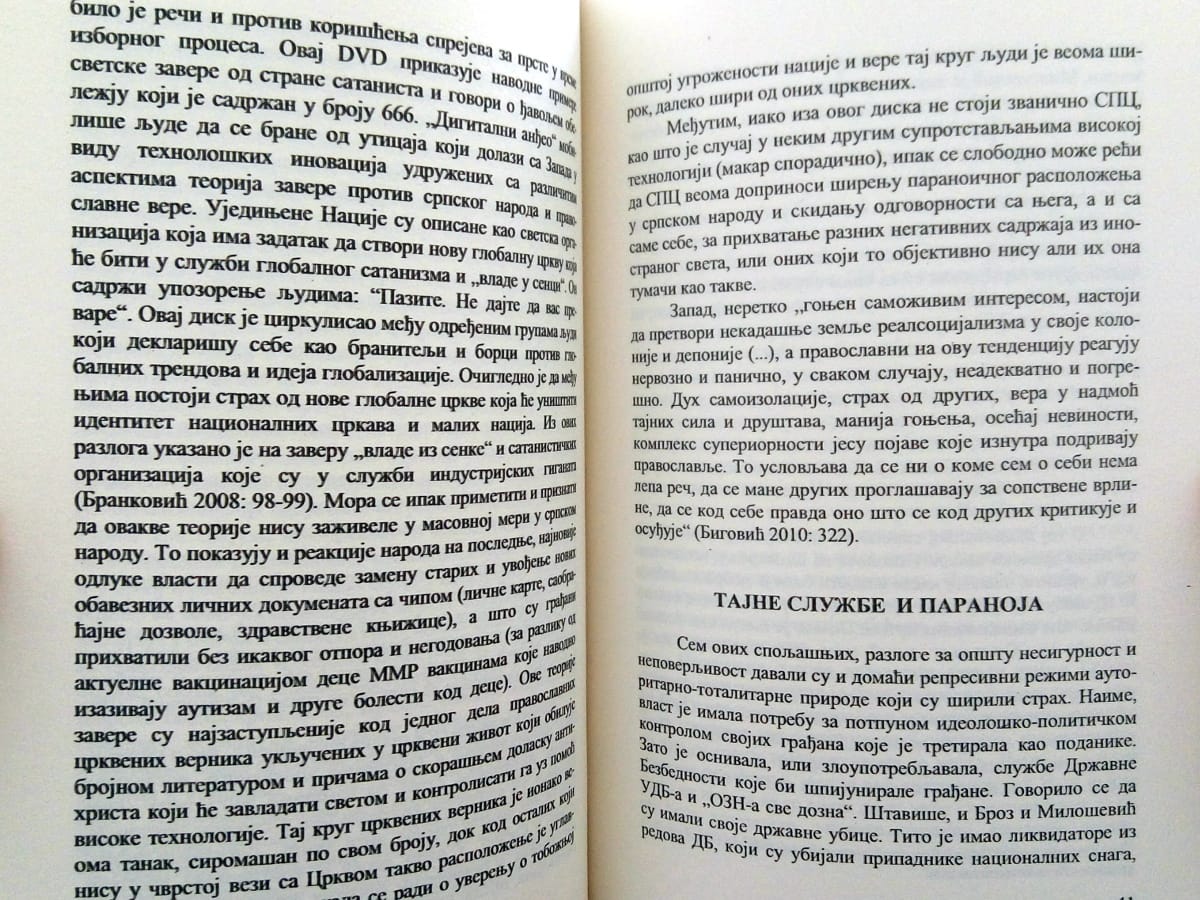 било је речи и против коришћења спрејева за прсте у време
изборног процеса. Овај DVD приказује наводне примере
светске завере од стране сатаниста и говори о ђавољем обе-
лежју који је садржан у броју 666. „Дигитални анђео“ моби-
лише људе да се бране од утицаја који долази са Запада у
виду технолошких иновација удружених са различитим
аспектима теорија завере против српског народа и право-
славне вере. Уједињене Нације су описане као светска орга-
низација која има задатак да створи нову глобалну цркву која
ће бити у служби глобалног сатанизма и „владе у сенци“. Он
садржи упозорење људима: “Пазите. Не дајте да вас пре-
варе“. Овај диск је циркулисао међу одређеним групама људи
који декларишу себе као бранитељи и борци против гло-
балних трендова и идеја глобализације. Очигледно је да међу
њима постоји страх од нове глобалне цркве која ће уништити
идентитет националних цркава и малих нација. Из ових
разлога указано је на заверу „владе из сенке“ и сатанистичких
организација које су у служби индустријских гиганата
(Бранковић 2008: 98-99). Мора се ипак приметити и признати
да овакве теорије нису заживеле у масовној мери у српском
народу. То показују и реакције народа на последње, најновије
одлуке власти да спроведе замену старих и увођење нових
обавезних личних докумената са чипом (личне карте, саобра-
ћајне дозволе, здравствене књижице), а што су грађани
прихватили без икаквог отпора и негодовања (за разлику од
актуелне вакцинацијом деце ММР вакцинама које наводно
изазивају аутизам и друге болести код деце). Ове теорије
завере су најзаступљеније код једног дела православних
црквених верника укључених у црквени живот који обилује
бројном литературом и причама о скорашњем доласку анти-
христа који ће завладати светом и контролисати га уз помоћ
високе технологије. Тај круг црквених верника је ионако ве-
ома танак, сиромашан по свом броју, док код осталих који
нису у чврстој вези са Црквом такво расположење је углав-
се ради о уверењу о тобожњој
општој угрожености нације и вере тај круг људи је веома ши-
рок, далеко шири од оних црквених.
Међутим, иако иза овог диска не стоји званично СПЦ,
као што је случај у неким другим супротстављањима високој
технологији (макар спорадично), ипак се слободно може рећи
да СПЦ веома доприноси ширењу параноичног расположења
у српском народу и скидању одговорности са њега, а и са
саме себе, за прихватање разних негативних садржаја из ино-
страног света, или оних који то објективно нису али их она
тумачи као такве.
Запад, неретко „гоњен саможивим интересом, настоји
да претвори некадашње земље реалсоцијализма у своје коло-
није и депоније (...), а православни на ову тенденцију реагују
нервозно и панично, у сваком случају, неадекватно и погре-
шно. Дух самоизолације, страх од других, вера у надмоћ
тајних сила и друштава, манија гоњења, осећај невиности,
комплекс супериорности јесу појаве које изнутра подривају
православље. То условљава да се ни о коме сем о себи нема
лепа реч, да се мане других проглашавају за сопствене врли-
не, да се код себе правда оно што се код других критикује и
осуђује“ (Биговић 2010: 322).
ТАЈНЕ СЛУЖБЕ И ПАРАНОЈА
Сем ових спољашњих, разлоге за општу несигурност и
неповерљивост давали су и домаћи репресивни режими ауто-
ритарно-тоталитарне природе који су ширили страх. Наиме,
власт је имала потребу за потпуном идеолошко-политичком
контролом својих грађана које је третирала као поданике.
Зато је оснивала, или злоупотребљавала, службе Државне
Безбедности које би шпијунирале грађане. Говорило се да
УДБ-а и „ОЗН-а све дозна“. Штавише, и Броз и Милошевић
су имали своје државне убице. Тито је имао ликвидаторе из
редова ДБ, који су убијали припаднике националних снага,